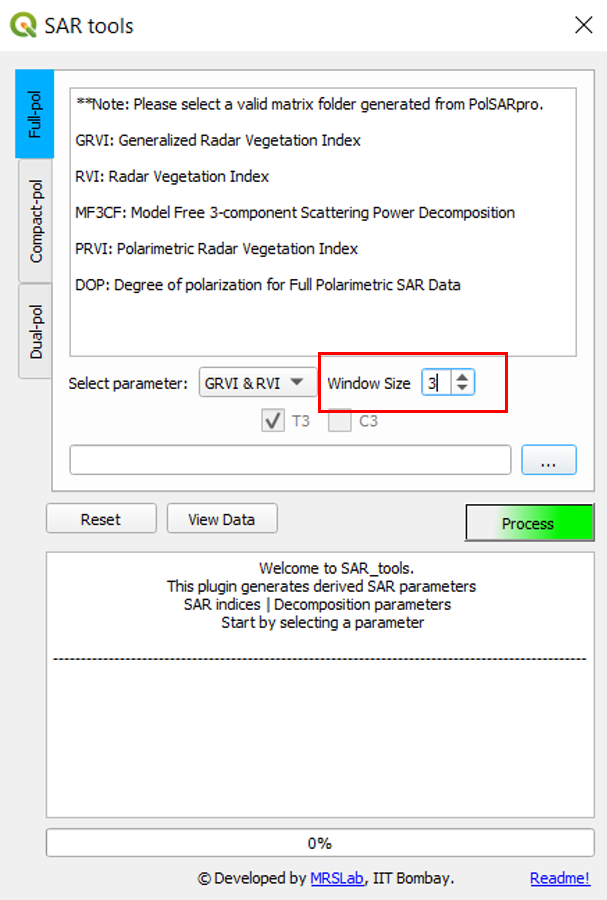 SAR tools
Full-pol
Compact-pol
Dual-pol
**Note: Please select a valid matrix folder generated from PolSARpro.
GRVI: Generalized Radar Vegetation Index
RVI: Radar Vegetation Index
MF3CF: Model Free 3-component Scattering Power Decomposition
PRVI: Polarimetric Radar Vegetation Index
DOP: Degree of polarization for Full Polarimetric SAR Data
Select parameter: GRVI & RVI Window Size 3
T3 C3
...
Reset View Data Process
Welcome to SAR_tools.
This plugin generates derived SAR parameters
SAR indices | Decomposition parameters
Start by selecting a parameter
--------------------------------------------------------------------------------------------
0%
© Developed by MRSLab, IIT Bombay. Readme!